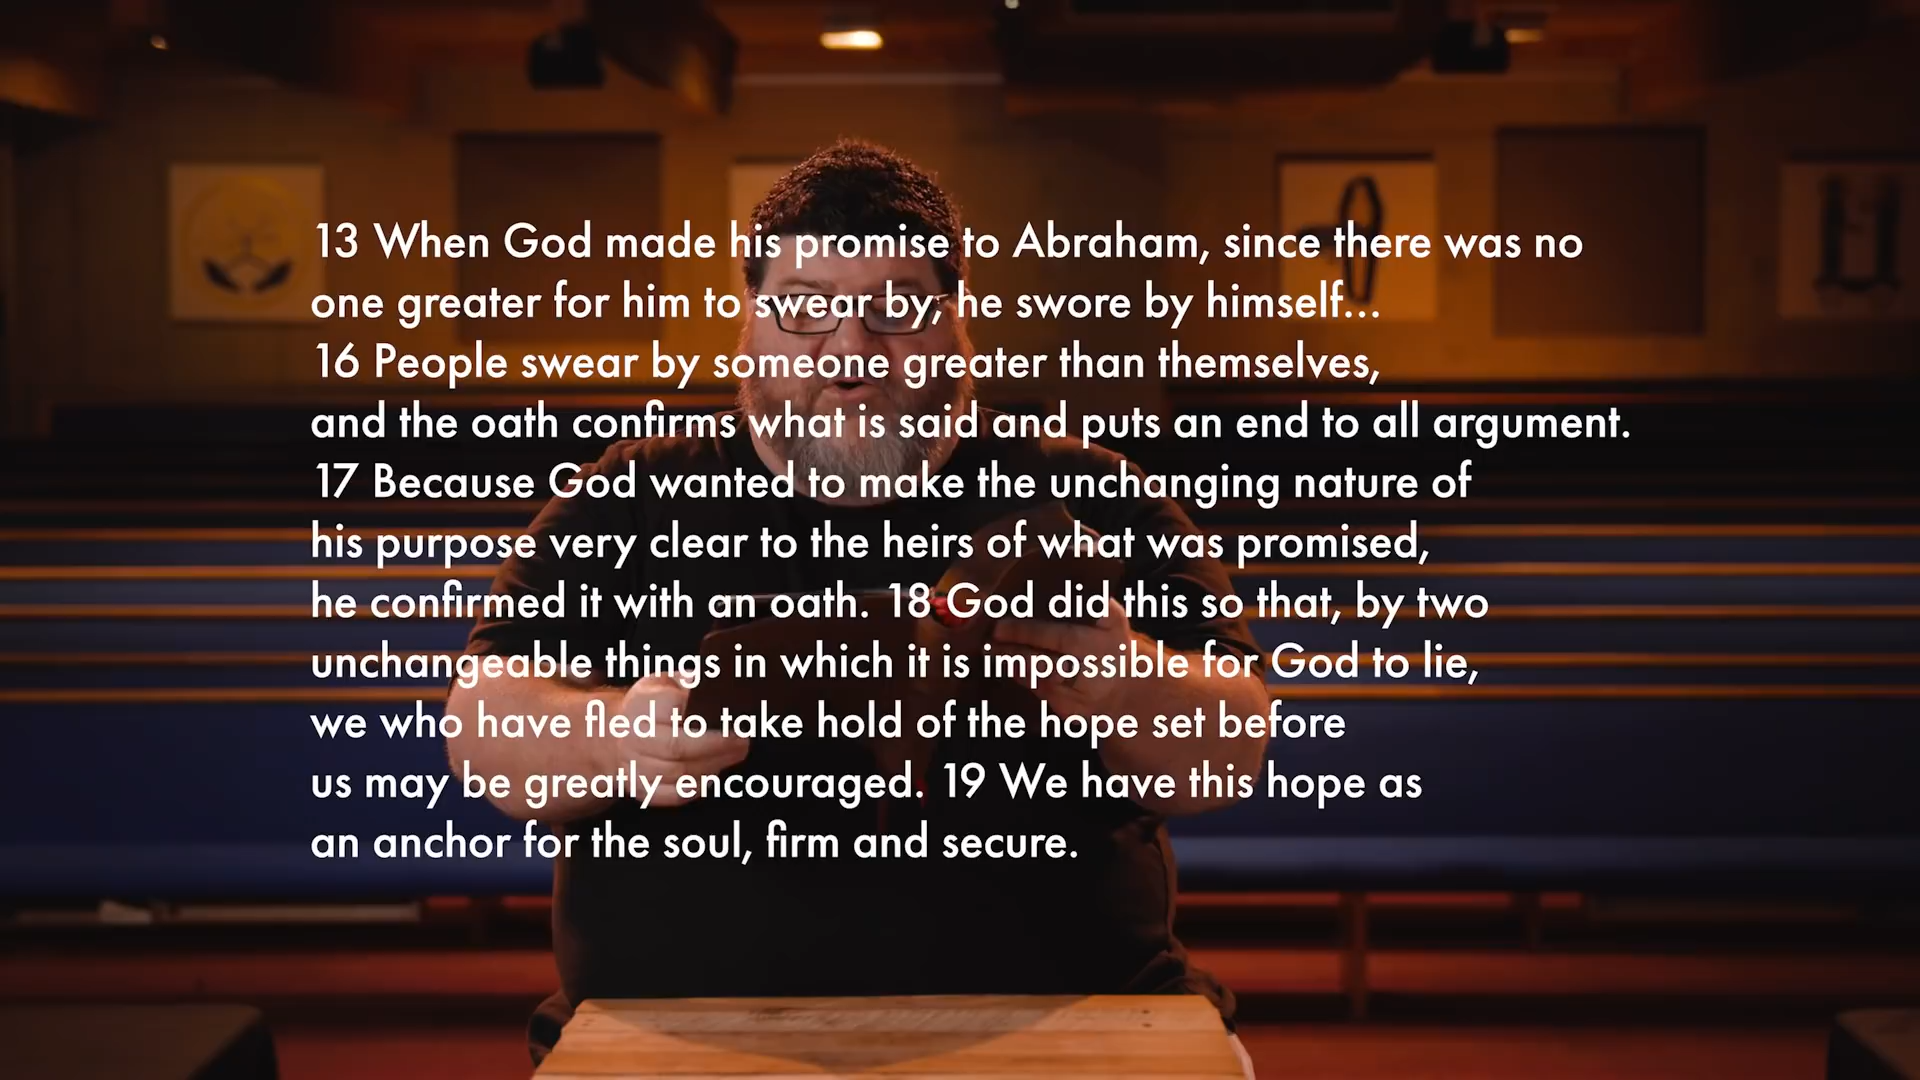 13 When God made his promise to Abraham, since there was no
one greater for him to swear by, he swore by himself...
16 People swear by someone greater than themselves,
and the oath confirms what is said and puts an end to all argument.
17 Because God wanted to make the unchanging nature of
his purpose very clear to the heirs of what was promised,
he confirmed it with an oath. 18 God did this so that, by two
unchangeable things in which it is impossible for God to lie,
we who have fled to take hold of the hope set before
us may be greatly encouraged. 19 We have this hope as
an anchor for the soul, firm and secure.